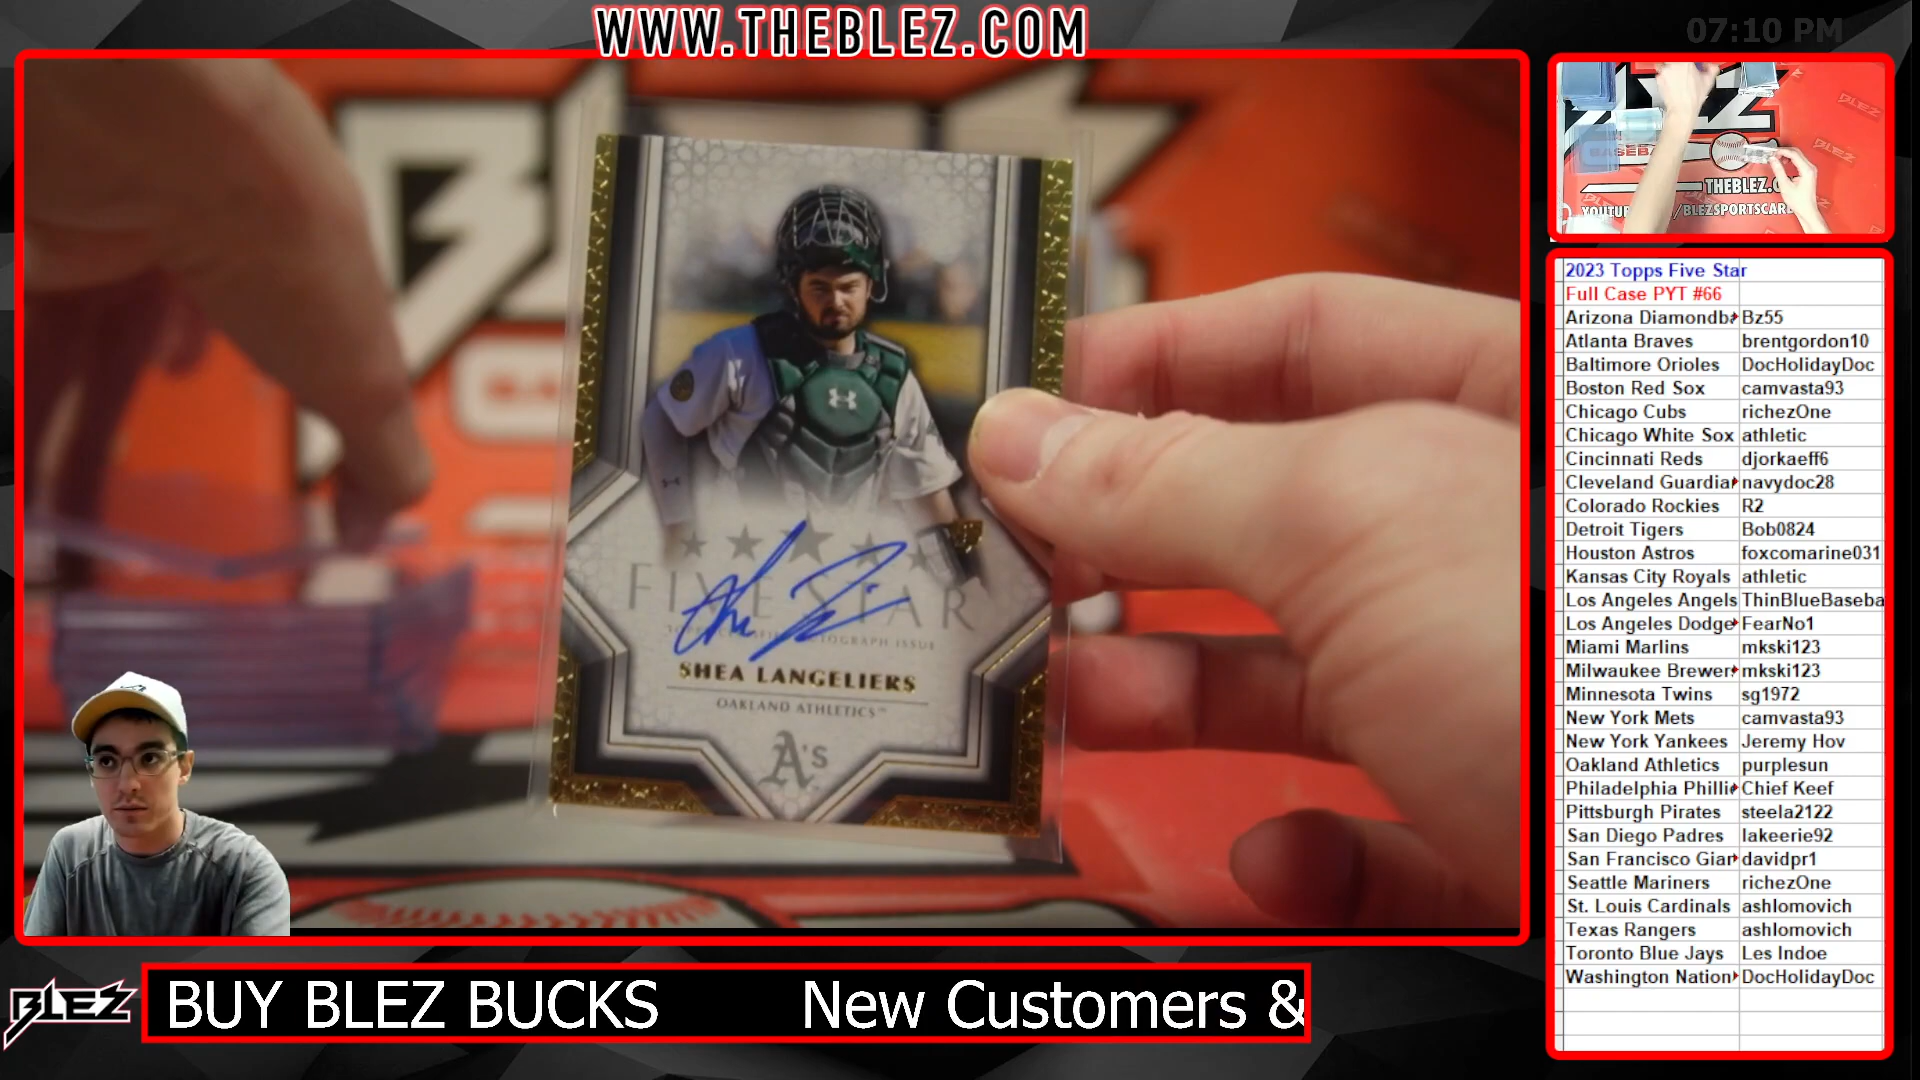 WWW.THEBLEZ.COM
07:10 PM
FIVE STAR
SHEA LANGELIERS
OAKLAND ATHLETICS™
A's
BLEZ
BLEZ
THEBLEZ.C
/BLEZSPORTSCAR
2023 Topps Five Star
Full Case PYT #66
Arizona Diamondba Bz55
Atlanta Braves brentgordon10
Baltimore Orioles DocHolidayDoc
Boston Red Sox camvasta93
Chicago Cubs richezOne
Chicago White Sox athletic
Cincinnati Reds djorkaeff6
Cleveland Guardia navydoc28
Colorado Rockies R2
Detroit Tigers Bob0824
Houston Astros foxcomarine031
Kansas City Royals athletic
Los Angeles Angels ThinBlueBaseba
Los Angeles Dodge FearNo1
Miami Marlins mkski123
Milwaukee Brewer mkski123
Minnesota Twins sg1972
New York Mets camvasta93
New York Yankees Jeremy Hov
Oakland Athletics purplesun
Philadelphia Philli Chief Keef
Pittsburgh Pirates steela2122
San Diego Padres lakeerie92
San Francisco Gian davidpr1
Seattle Mariners richezOne
St. Louis Cardinals ashlomovich
Texas Rangers ashlomovich
Toronto Blue Jays Les Indoe
Washington Nation DocHolidayDoc
BLEZ
BUY BLEZ BUCKS New Customers &